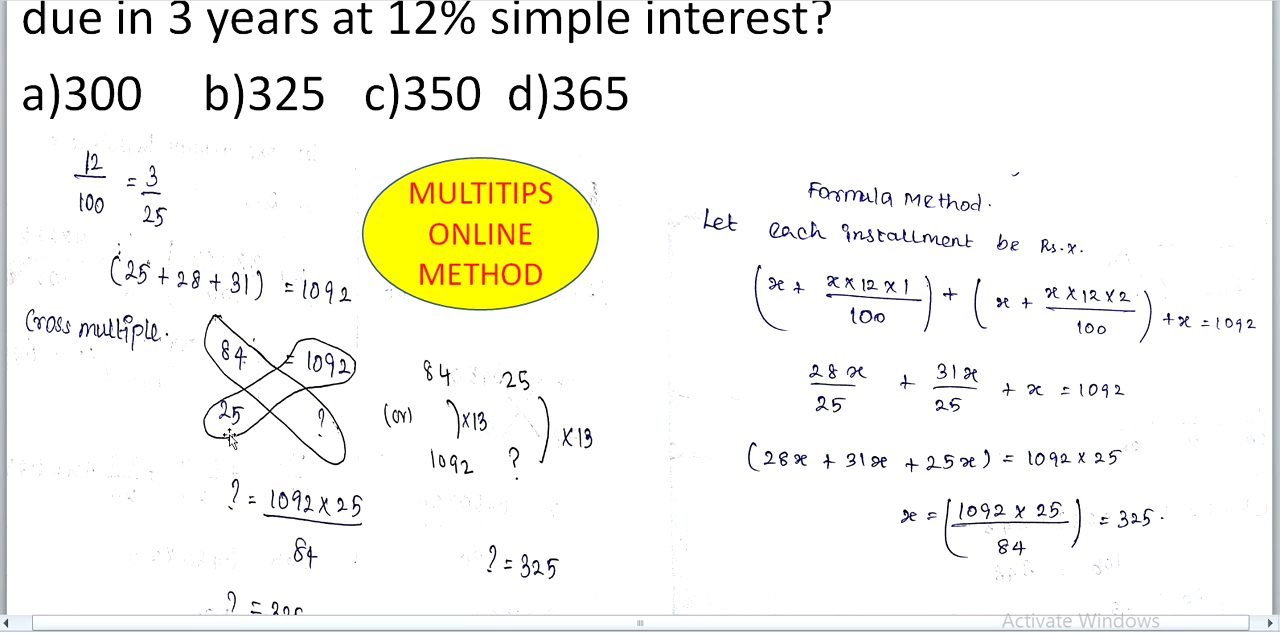 due in 3 years at 12% simple interest?
a)300 b)325 c)350 d)365
12/100 = 3/25
(25 + 28 + 31) = 1092
Cross multiple.
84 = 1092
25 ?
(or)
84 25
)×13 )×13
1092 ?
? = 1092 × 25 / 84
? = 325
MULTITIPS
ONLINE
METHOD
Formula Method.
Let each installment be Rs. x.
(x + x × 12 × 1 / 100) + (x + x × 12 × 2 / 100) + x = 1092
28x/25 + 31x/25 + x = 1092
(28x + 31x + 25x) = 1092 × 25
x = (1092 × 25 / 84) = 325.
Activate Windows